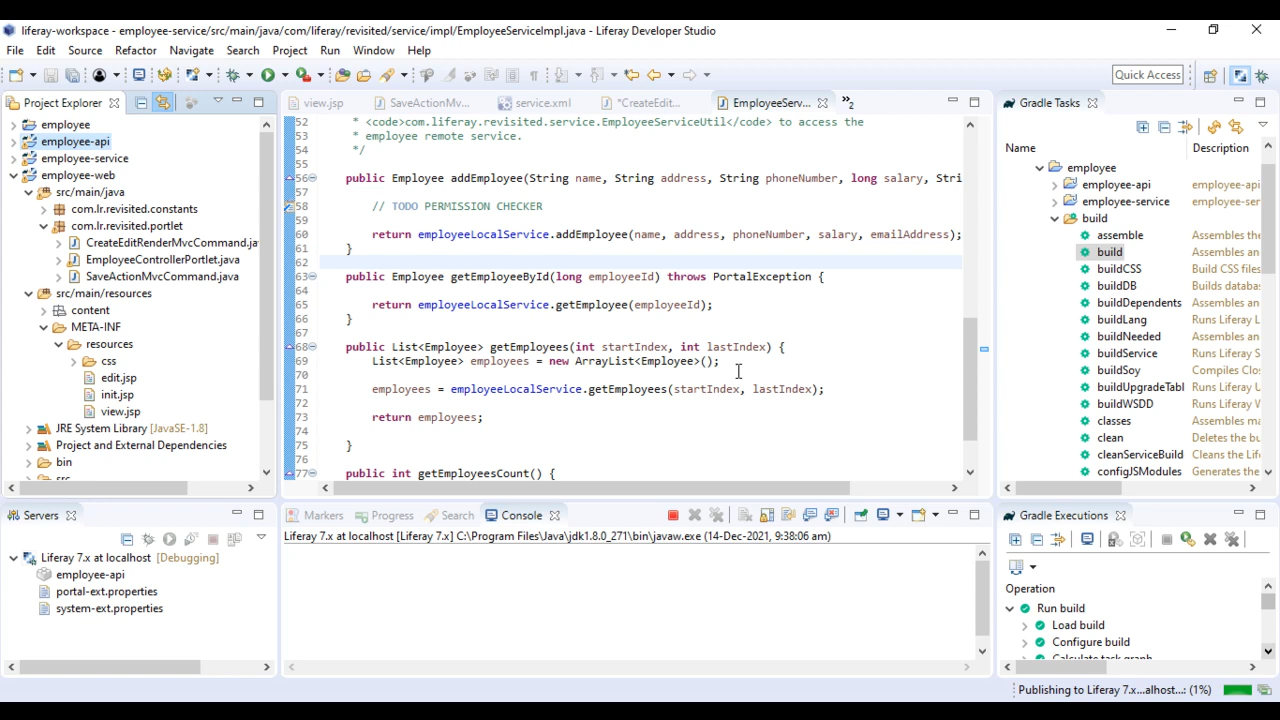 liferay-workspace - employee-service/src/main/java/com/liferay/revisited/service/impl/EmployeeServiceImpl.java - Liferay Developer Studio
File Edit Source Refactor Navigate Search Project Run Window Help
Quick Access
Project Explorer
employee
employee-api
employee-service
employee-web
src/main/java
com.lr.revisited.constants
com.lr.revisited.portlet
CreateEditRenderMvcCommand.ja
EmployeeControllerPortlet.java
SaveActionMvcCommand.java
src/main/resources
content
META-INF
resources
css
edit.jsp
init.jsp
view.jsp
JRE System Library [JavaSE-1.8]
Project and External Dependencies
bin
src
view.jsp SaveActionMv... service.xml *CreateEdit... EmployeeServ... »2
52 * <code>com.liferay.revisited.service.EmployeeServiceUtil</code> to access the
53 * employee remote service.
54 */
55
56 public Employee addEmployee(String name, String address, String phoneNumber, long salary, Stri
57
58 // TODO PERMISSION CHECKER
59
60 return employeeLocalService.addEmployee(name, address, phoneNumber, salary, emailAddress);
61 }
62
63 public Employee getEmployeeById(long employeeId) throws PortalException {
64
65 return employeeLocalService.getEmployee(employeeId);
66 }
67
68 public List<Employee> getEmployees(int startIndex, int lastIndex) {
69 List<Employee> employees = new ArrayList<Employee>();
70
71 employees = employeeLocalService.getEmployees(startIndex, lastIndex);
72
73 return employees;
74
75 }
76
77 public int getEmployeesCount() {
Gradle Tasks
Name Description
employee
employee-api employee-api
employee-service employee-ser
build
assemble Assembles the
build Assembles an
buildCSS Build CSS files
buildDB Builds databas
buildDependents Assembles an
buildLang Runs Liferay L
buildNeeded Assembles an
buildService Runs Liferay S
buildSoy Compiles Clos
buildUpgradeTabl Runs Liferay U
buildWSDD Runs Liferay W
classes Assembles ma
clean Deletes the bu
cleanServiceBuild Cleans the Lif
configJSModules Generates the
Servers
Liferay 7.x at localhost [Debugging]
employee-api
portal-ext.properties
system-ext.properties
Markers Progress Search Console
Liferay 7.x at localhost [Liferay 7.x] C:\Program Files\Java\jdk1.8.0_271\bin\javaw.exe (14-Dec-2021, 9:38:06 am)
Gradle Executions
Operation
Run build
Load build
Configure build
Calculate task graph
Publishing to Liferay 7.x...alhost...: (1%)